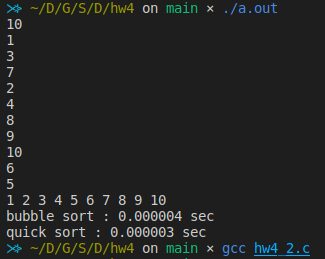 ~/D/G/S/D/hw4 on main × ./a.out
10
1
3
7
2
4
8
9
10
6
5
1 2 3 4 5 6 7 8 9 10
bubble sort : 0.000004 sec
quick sort : 0.000003 sec
~/D/G/S/D/hw4 on main × gcc hw4_2.c